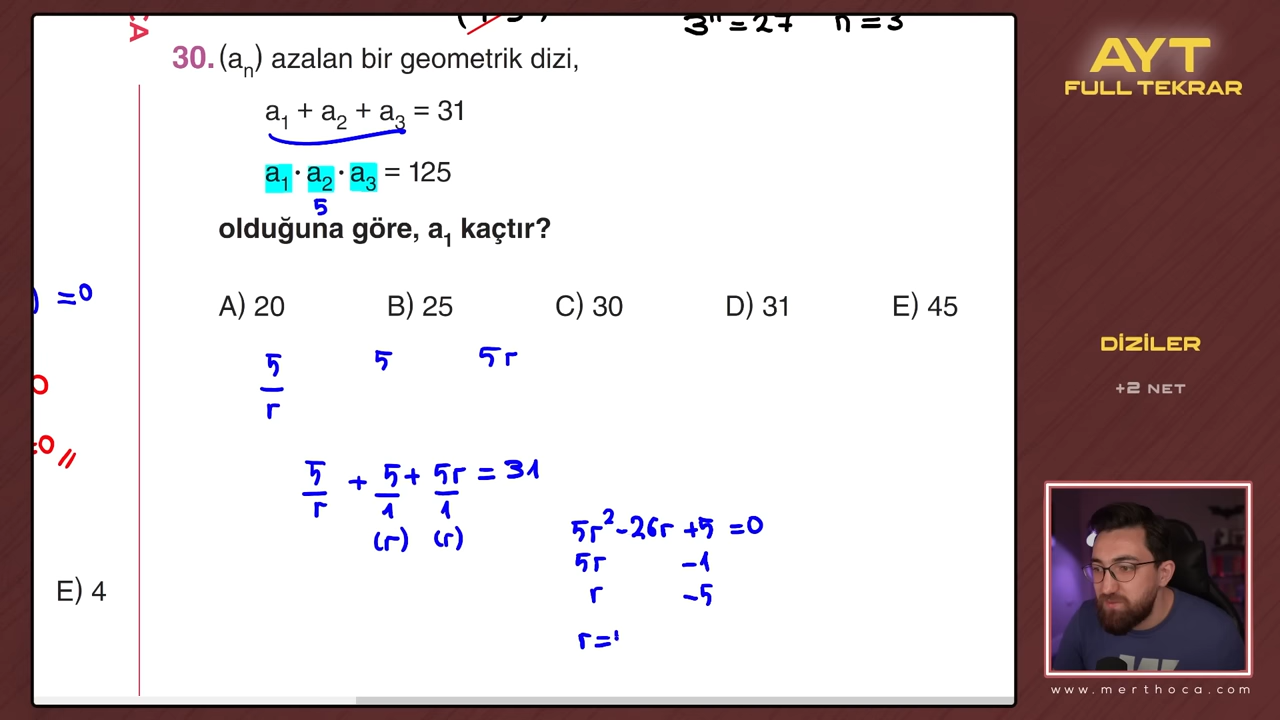 3ⁿ = 27 n = 3
30. (aₙ) azalan bir geometrik dizi,
a₁ + a₂ + a₃ = 31
a₁ · a₂ · a₃ = 125
5
olduğuna göre, a₁ kaçtır?
A) 20 B) 25 C) 30 D) 31 E) 45
) =0
5/r 5 5r
0
=0 //
5/r + 5/1 + 5r/1 = 31
(r) (r)
5r² -26r +5 =0
5r -1
r -5
r =
E) 4
AYT
FULL TEKRAR
DİZİLER
+2 NET
www.merthoca.com